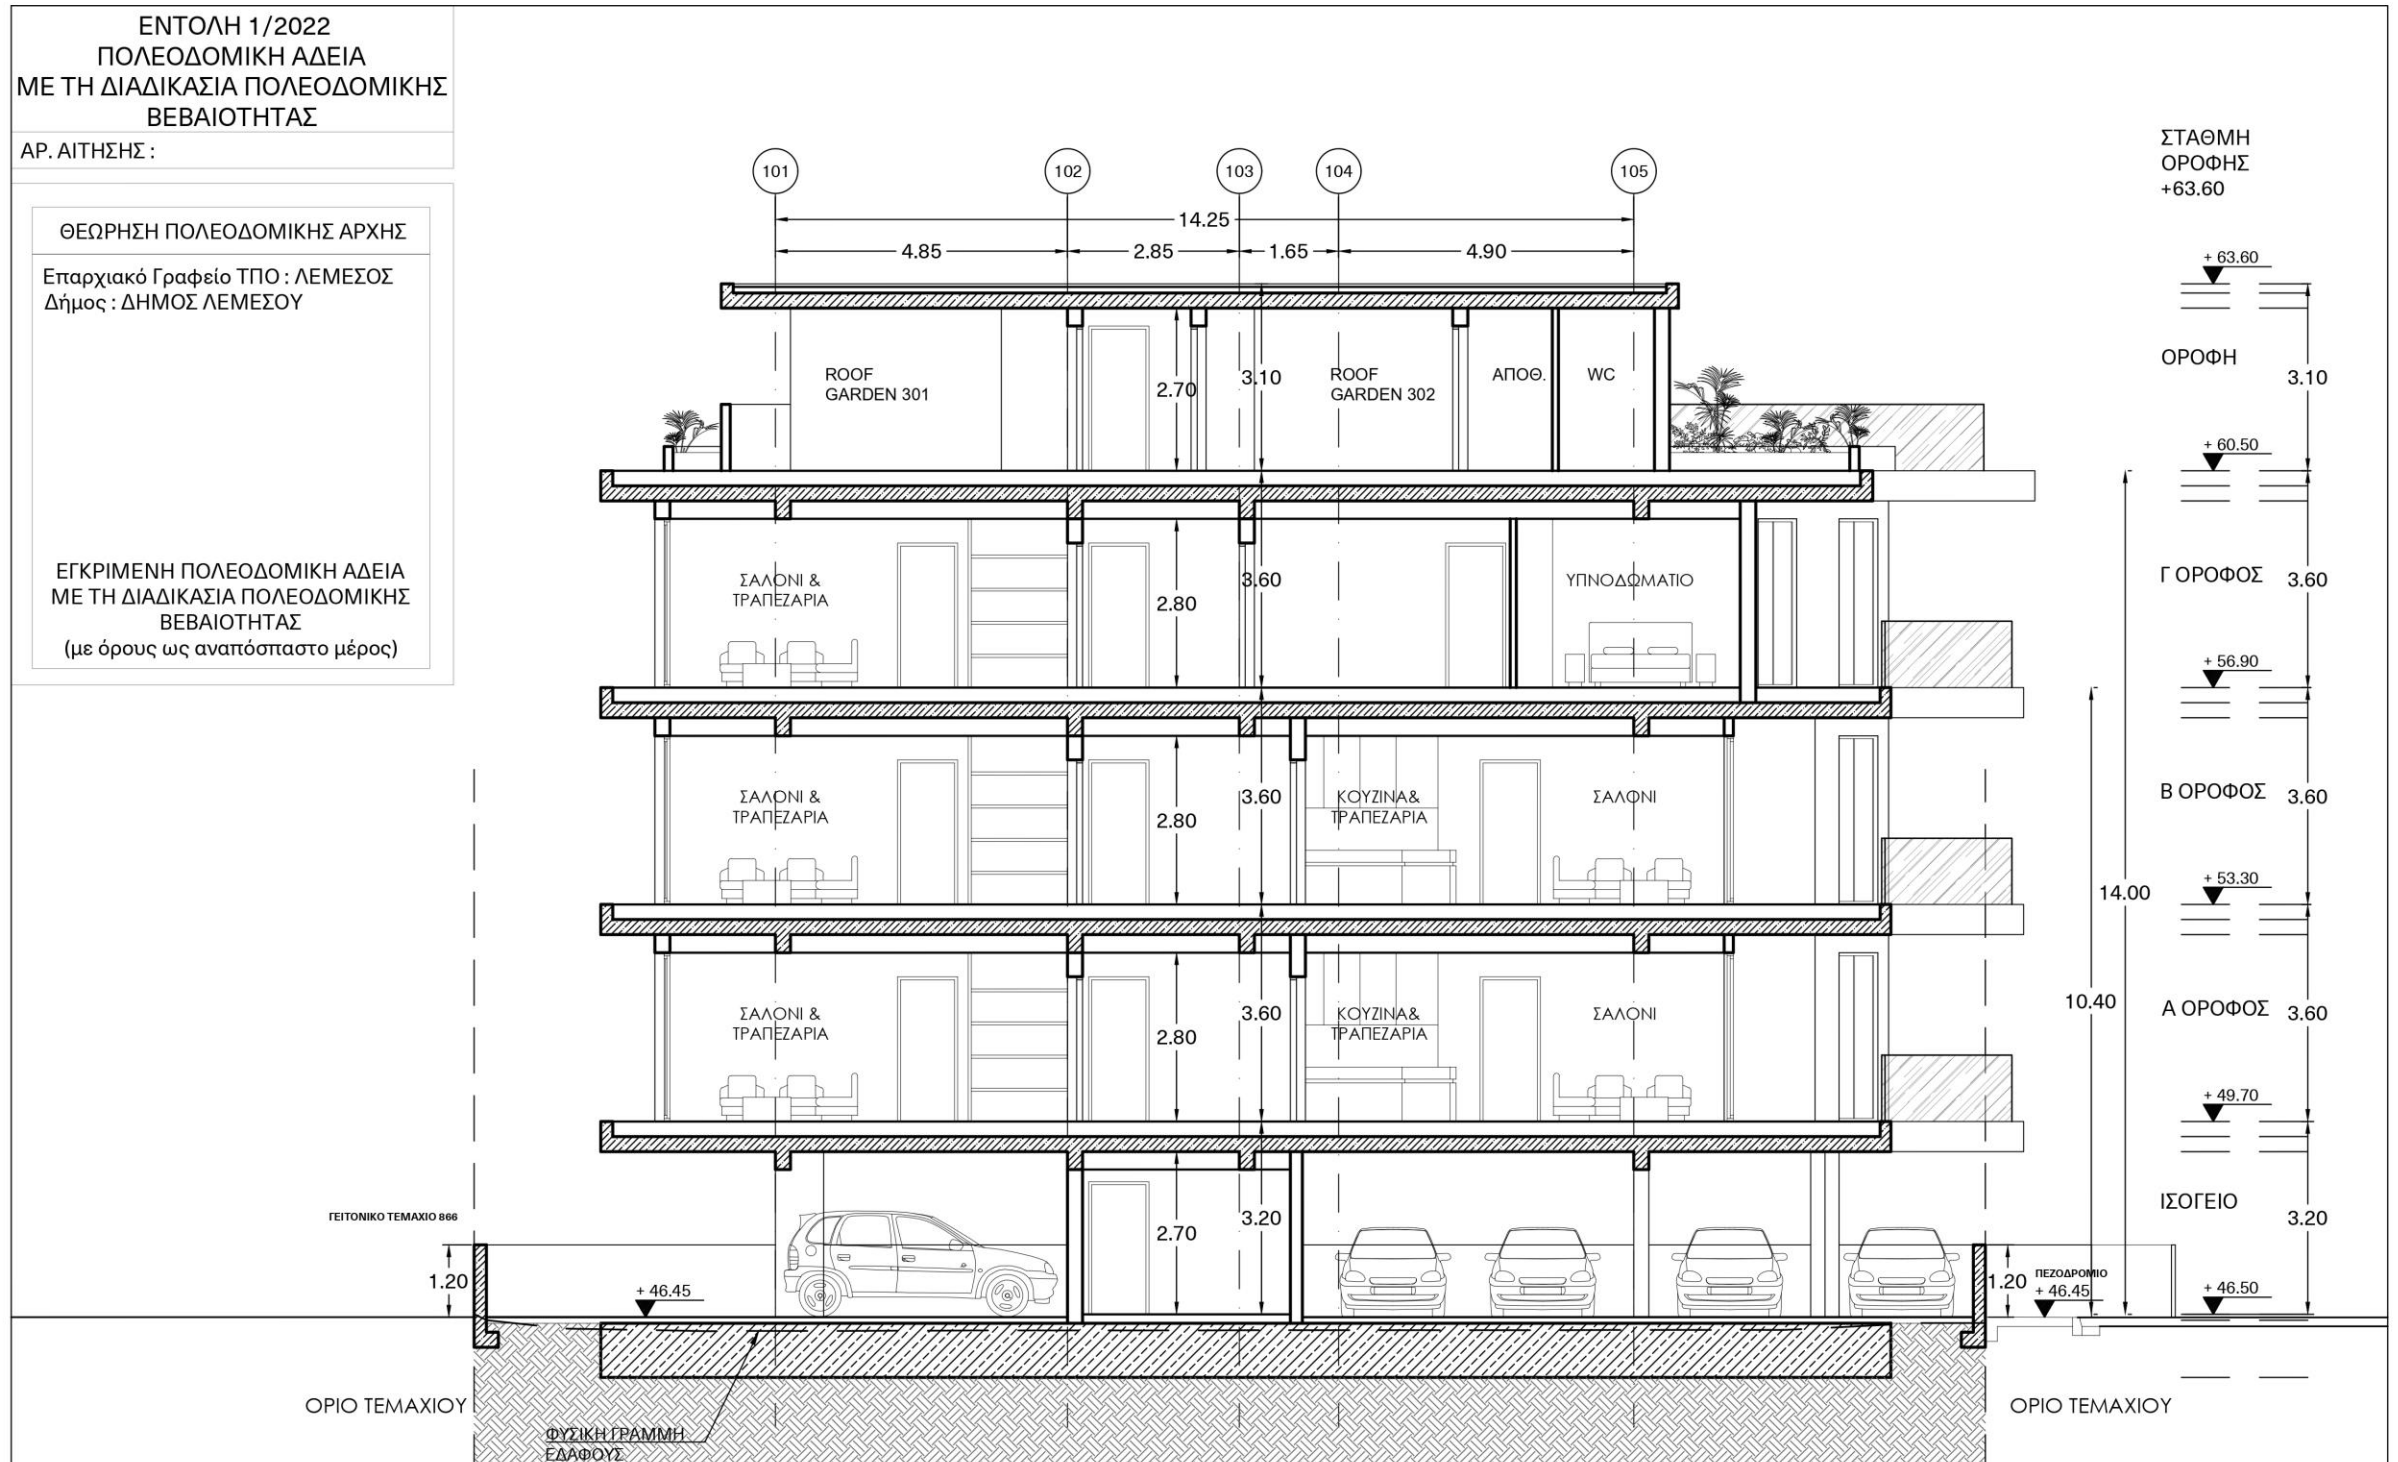 ΕΝΤΟΛΗ 1/2022
ΠΟΛΕΟΔΟΜΙΚΗ ΑΔΕΙΑ
ΜΕ ΤΗ ΔΙΑΔΙΚΑΣΙΑ ΠΟΛΕΟΔΟΜΙΚΗΣ
ΒΕΒΑΙΟΤΗΤΑΣ
ΑΡ. ΑΙΤΗΣΗΣ :
ΘΕΩΡΗΣΗ ΠΟΛΕΟΔΟΜΙΚΗΣ ΑΡΧΗΣ
Επαρχιακό Γραφείο ΤΠΟ : ΛΕΜΕΣΟΣ
Δήμος : ΔΗΜΟΣ ΛΕΜΕΣΟΥ
ΕΓΚΡΙΜΕΝΗ ΠΟΛΕΟΔΟΜΙΚΗ ΑΔΕΙΑ
ΜΕ ΤΗ ΔΙΑΔΙΚΑΣΙΑ ΠΟΛΕΟΔΟΜΙΚΗΣ
ΒΕΒΑΙΟΤΗΤΑΣ
(με όρους ως αναπόσπαστο μέρος)
101 102 103 104 105
14.25
4.85 2.85 1.65 4.90
ΣΤΑΘΜΗ
ΟΡΟΦΗΣ
+63.60
+ 63.60
ROOF
GARDEN 301
2.70
3.10
ROOF
GARDEN 302
ΑΠΟΘ.
WC
ΟΡΟΦΗ
3.10
+ 60.50
ΣΑΛΟΝΙ &
ΤΡΑΠΕΖΑΡΙΑ
2.80
3.60
ΥΠΝΟΔΩΜΑΤΙΟ
Γ ΟΡΟΦΟΣ
3.60
+ 56.90
ΣΑΛΟΝΙ &
ΤΡΑΠΕΖΑΡΙΑ
2.80
3.60
ΚΟΥΖΙΝΑ&
ΤΡΑΠΕΖΑΡΙΑ
ΣΑΛΟΝΙ
Β ΟΡΟΦΟΣ
3.60
+ 53.30
14.00
10.40
ΣΑΛΟΝΙ &
ΤΡΑΠΕΖΑΡΙΑ
2.80
3.60
ΚΟΥΖΙΝΑ&
ΤΡΑΠΕΖΑΡΙΑ
ΣΑΛΟΝΙ
Α ΟΡΟΦΟΣ
3.60
+ 49.70
ΓΕΙΤΟΝΙΚΟ ΤΕΜΑΧΙΟ 866
1.20
+ 46.45
2.70
3.20
1.20
ΠΕΖΟΔΡΟΜΙΟ
+ 46.45
ΙΣΟΓΕΙΟ
3.20
+ 46.50
ΟΡΙΟ ΤΕΜΑΧΙΟΥ
ΦΥΣΙΚΗ ΓΡΑΜΜΗ
ΕΔΑΦΟΥΣ
ΟΡΙΟ ΤΕΜΑΧΙΟΥ